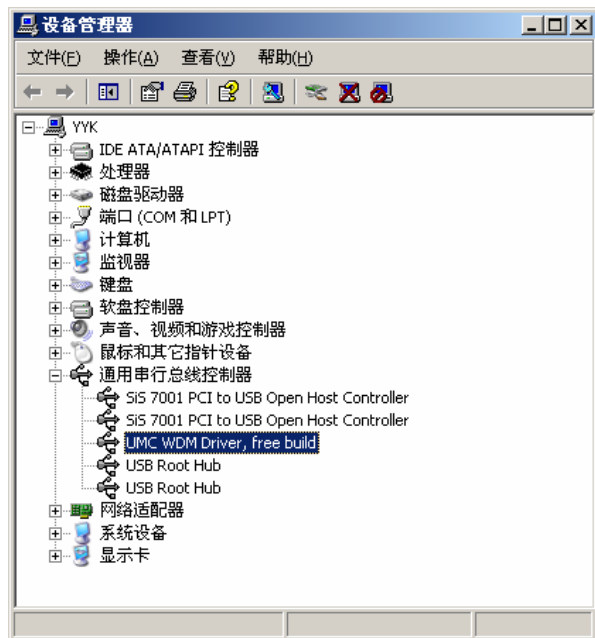 设备管理器
文件(F) 操作(A) 查看(V) 帮助(H)
YYK
IDE ATA/ATAPI 控制器
处理器
磁盘驱动器
端口 (COM 和 LPT)
计算机
监视器
键盘
软盘控制器
声音、视频和游戏控制器
鼠标和其它指针设备
通用串行总线控制器
SiS 7001 PCI to USB Open Host Controller
SiS 7001 PCI to USB Open Host Controller
UMC WDM Driver, free build
USB Root Hub
USB Root Hub
网络适配器
系统设备
显示卡